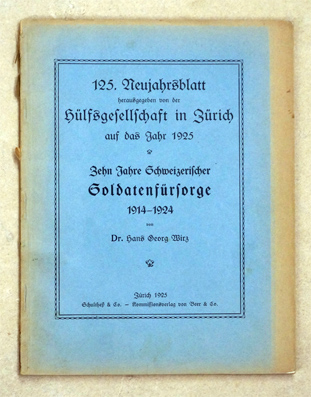 125. Neujahrsblatt
herausgegeben von der
Hülfsgesellschaft in Zürich
auf das Jahr 1925
Zehn Jahre Schweizerischer
Soldatenfürsorge
1914–1924
von
Dr. Hans Georg Wirz
Zürich 1925
Schulthess & Co. – Kommissionsverlag von Beer & Co.